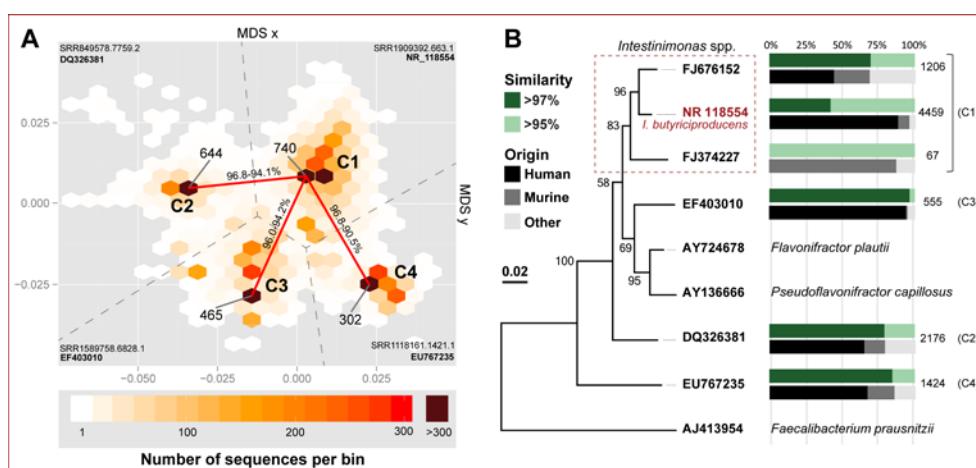 A
MDS x
SRR849578.7759.2
DQ326381
SRR1909392.663.1
NR_118554
0.025
0.000
−0.025
644
740
C1
C2
96.8-94.1%
96.0-94.2%
96.8-90.5%
C3
C4
465
302
MDS y
SRR1589758.6828.1
EF403010
SRR1118161.1421.1
EU767235
−0.050
−0.025
0.000
0.025
1
100
200
300
>300
Number of sequences per bin
B
Similarity
>97%
>95%
Origin
Human
Murine
Other
0.02
Intestinimonas spp.
0%
20%
40%
60%
80%
100%
FJ676152
1206
96
NR 118554
I. butyriciproducens
4459
(C1
83
FJ374227
67
58
EF403010
555
(C3
69
AY724678
Flavonifractor plautii
95
AY136666
Pseudoflavonifractor capillosus
100
DQ326381
2176
(C2
EU767235
1424
(C4
AJ413954
Faecalibacterium prausnitzii